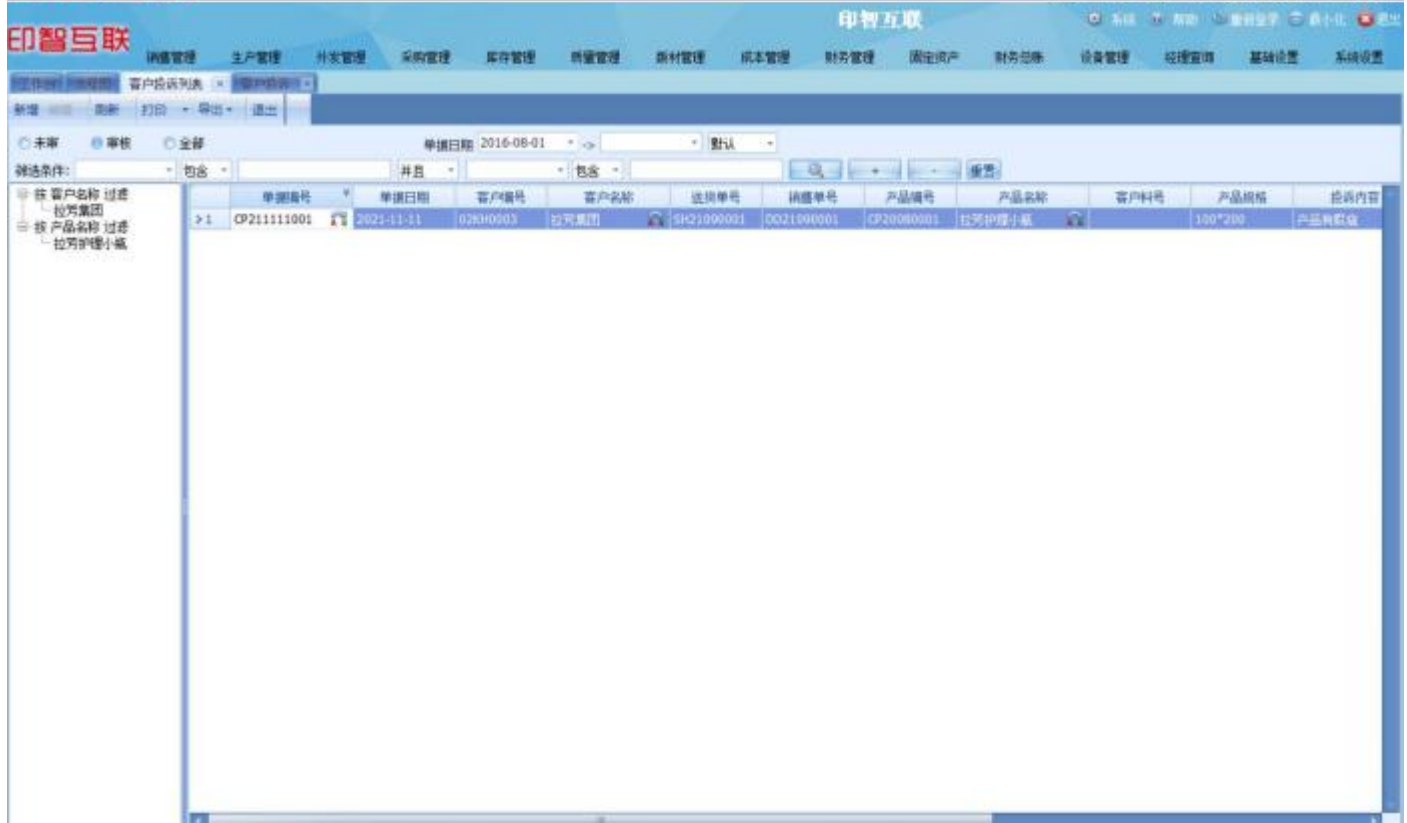 印智互联
印智互联 系统 帮助 重新登录 最小化 退出
销售管理 生产管理 外发管理 采购管理 库存管理 质量管理 版材管理 成本管理 财务管理 固定资产 财务总账 设备管理 经理查询 基础设置 系统设置
客户投诉列表 × 客户投诉
新增 刷新 打印 导出 退出
未审 审核 全部 单据日期 2016-08-01 -> 默认
筛选条件: 包含 并且 包含 + - 重置
按 客户名称 过滤
拉芳集团
按 产品名称 过滤
拉芳护理小瓶
单据编号 单据日期 客户编号 客户名称 送货单号 销售单号 产品编号 产品名称 客户料号 产品规格 投诉内容
1 CP211111001 2021-11-11 02KH0003 拉芳集团 SH21090001 OO21090001 CP20080001 拉芳护理小瓶 100*200 产品有瑕疵